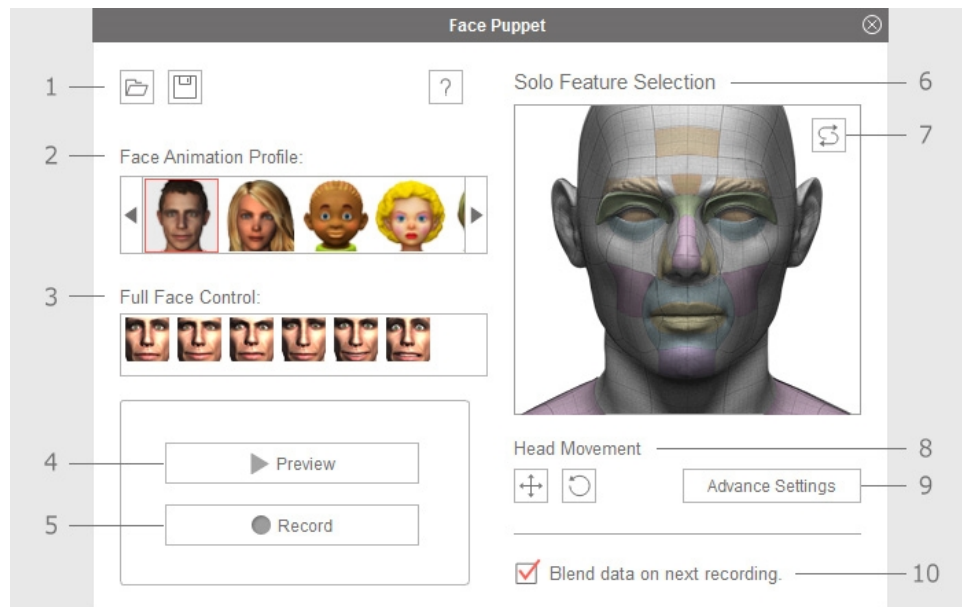 Face Puppet
1
?
2
Face Animation Profile:
3
Full Face Control:
4
Preview
5
Record
Solo Feature Selection
6
7
Head Movement
8
Advance Settings
9
Blend data on next recording.
10